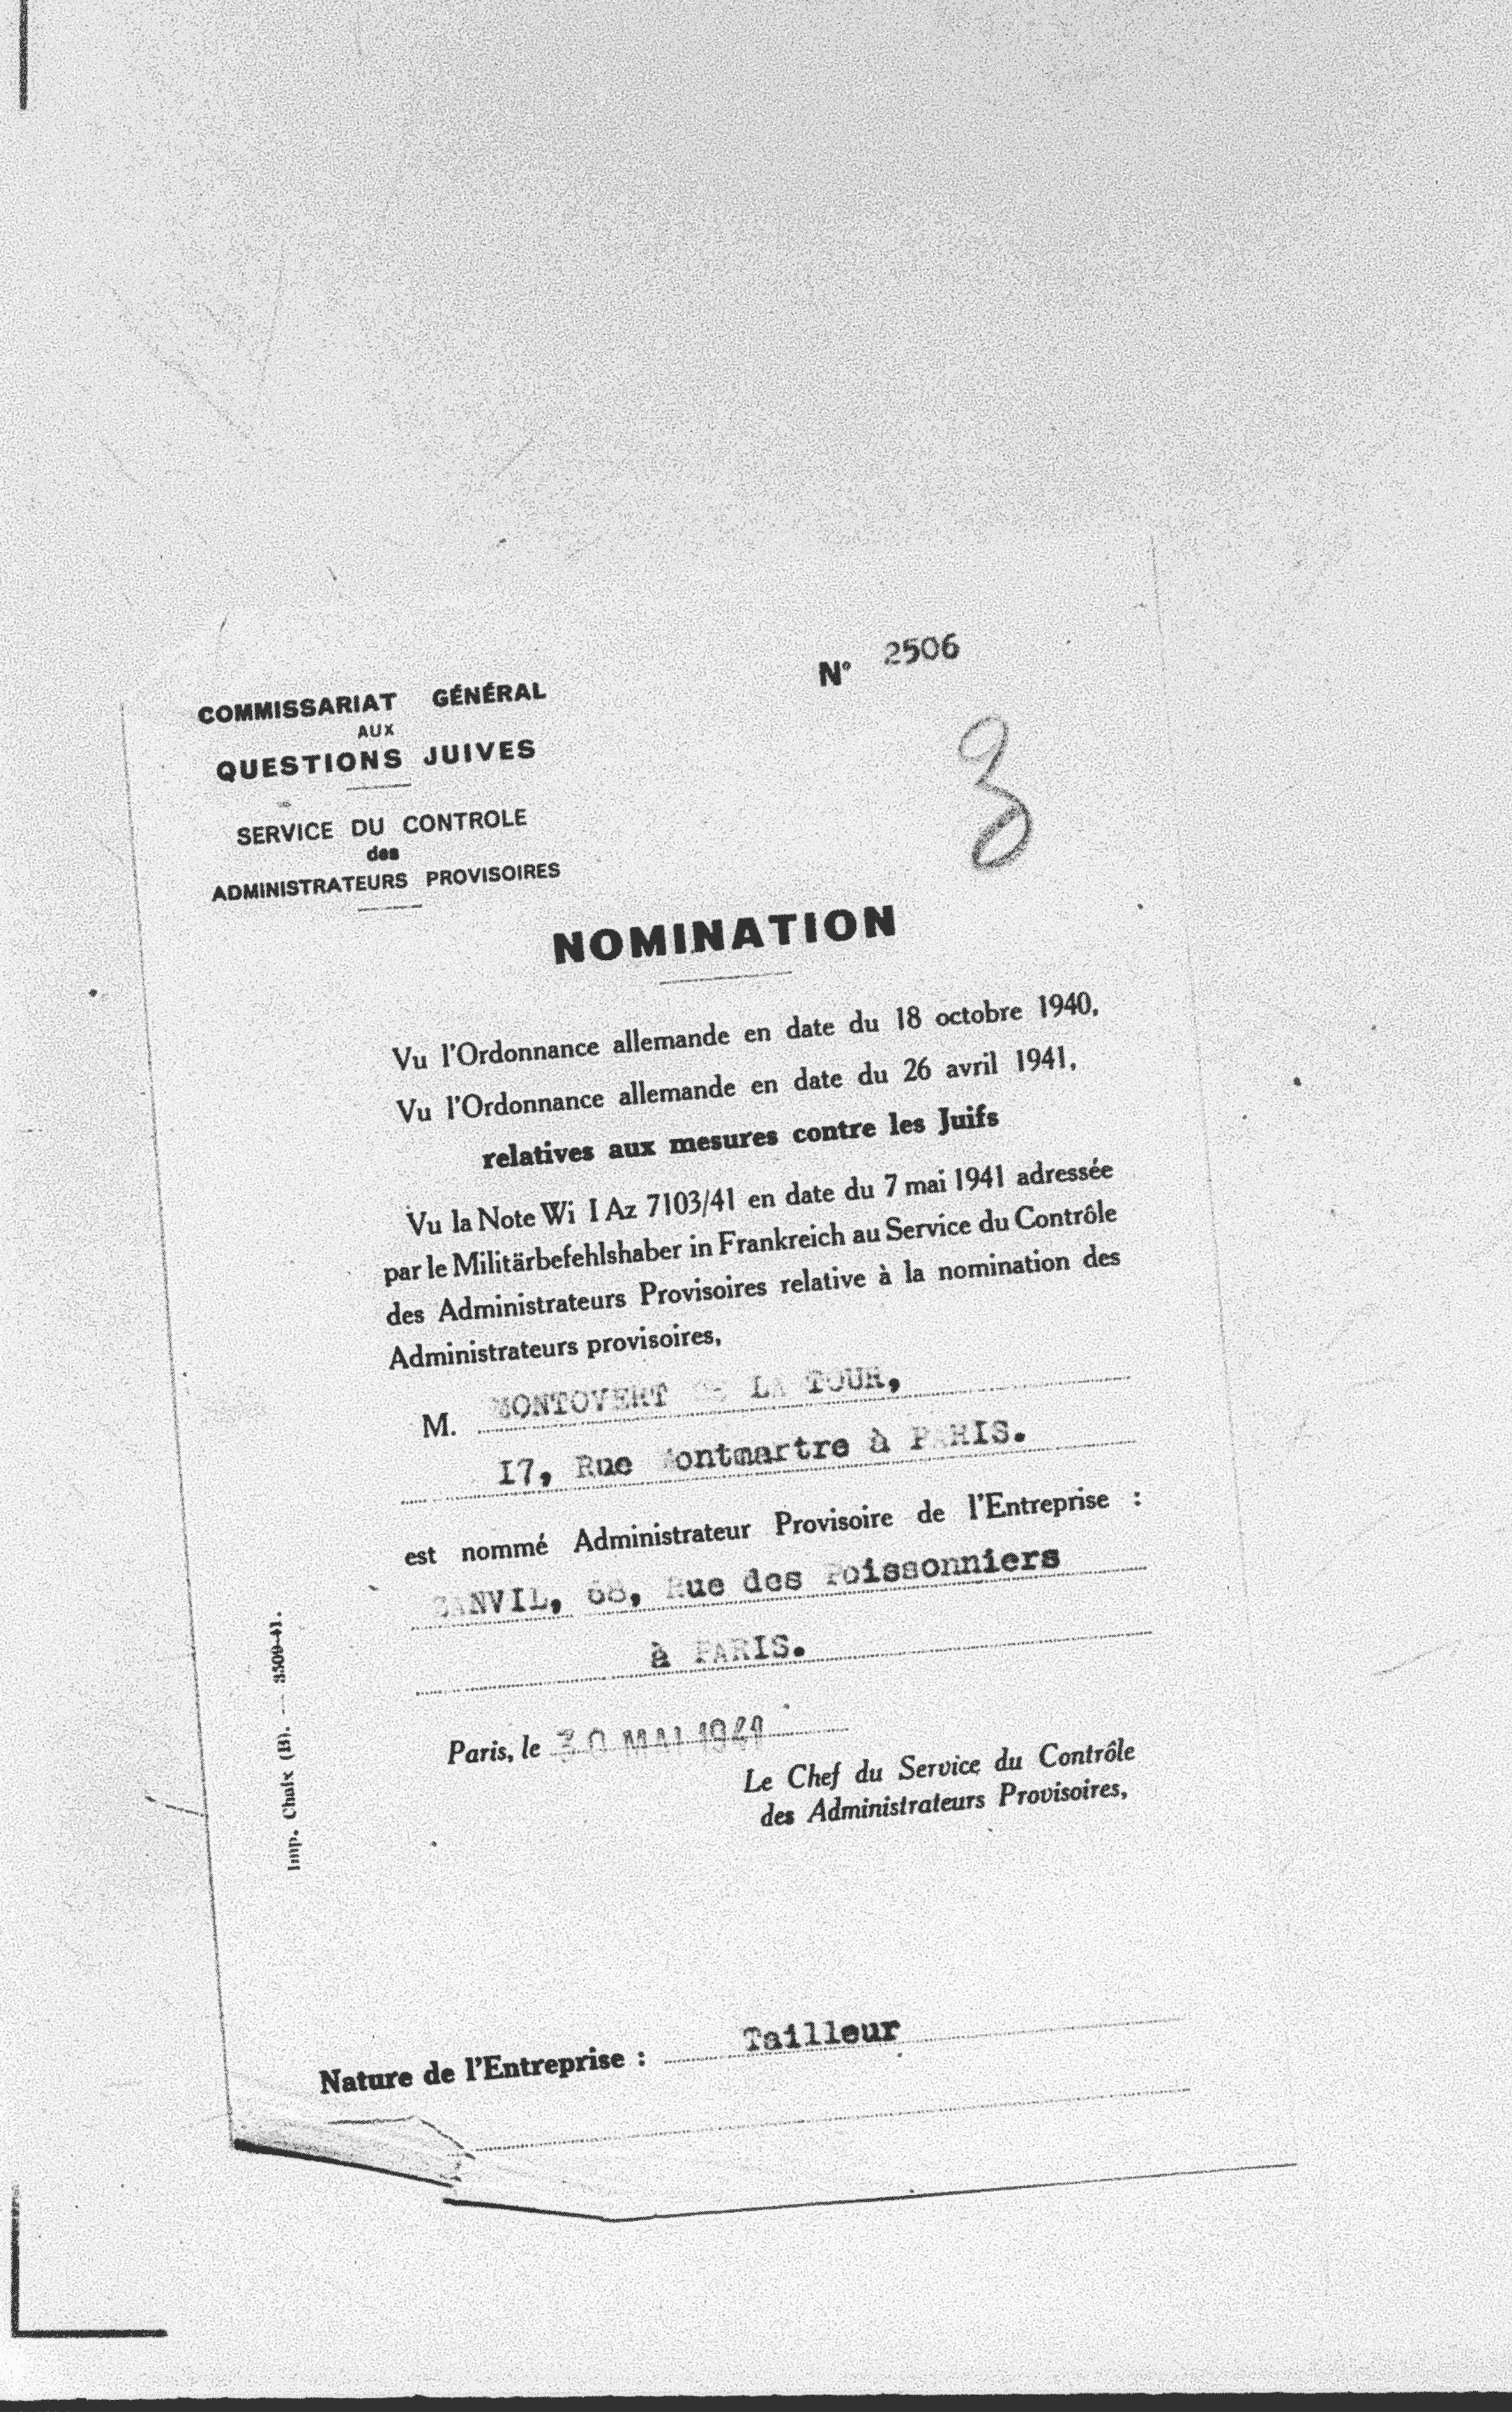 N° 2506
COMMISSARIAT GÉNÉRAL
AUX
QUESTIONS JUIVES
SERVICE DU CONTROLE
des
ADMINISTRATEURS PROVISOIRES
NOMINATION
Vu l'Ordonnance allemande en date du 18 octobre 1940,
Vu l'Ordonnance allemande en date du 26 avril 1941,
relatives aux mesures contre les Juifs
Vu la Note Wi I Az 7103/41 en date du 7 mai 1941 adressée
par le Militärbefehlshaber in Frankreich au Service du Contrôle
des Administrateurs Provisoires relative à la nomination des
Administrateurs provisoires,
M. MONTOVERT DE LA TOUR,
17, Rue Montmartre à PARIS.
est nommé Administrateur Provisoire de l'Entreprise :
68, Rue des Poissonniers
à PARIS.
Paris, le 30 MAI 1941
Le Chef du Service du Contrôle
des Administrateurs Provisoires,
Imp. Chaix (B). — 3509-41.
Nature de l'Entreprise : Tailleur